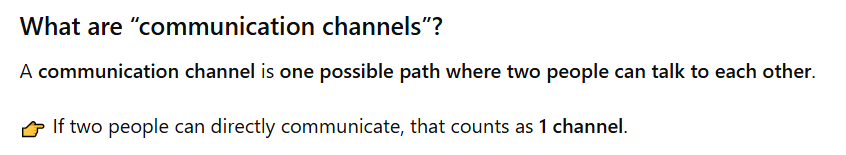 What are “communication channels”?
A communication channel is one possible path where two people can talk to each other.
👉 If two people can directly communicate, that counts as 1 channel.